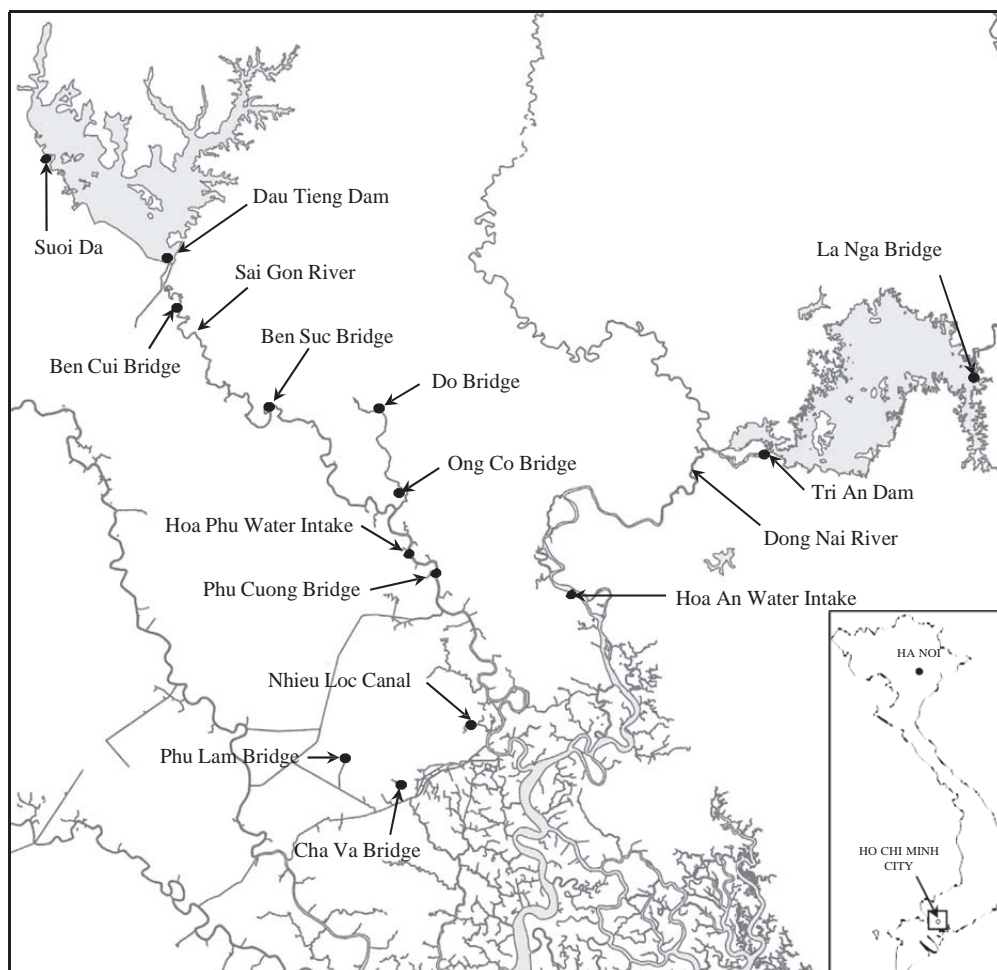 Dau Tieng Dam
Suoi Da
La Nga Bridge
Sai Gon River
Ben Suc Bridge
Ben Cui Bridge
Do Bridge
Ong Co Bridge
Tri An Dam
Hoa Phu Water Intake
Dong Nai River
Phu Cuong Bridge
Hoa An Water Intake
HA NOI
Nhieu Loc Canal
Phu Lam Bridge
Cha Va Bridge
HO CHI MINH
CITY